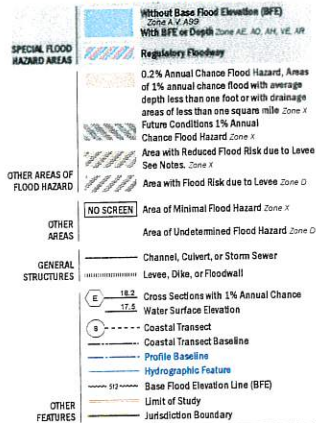 SPECIAL FLOOD
HAZARD AREAS
Without Base Flood Elevation (BFE)
Zone A, V, A99
With BFE or Depth Zone AE, AO, AH, VE, AR
Regulatory Floodway
OTHER AREAS OF
FLOOD HAZARD
0.2% Annual Chance Flood Hazard, Areas
of 1% annual chance flood with average
depth less than one foot or with drainage
areas of less than one square mile Zone X
Future Conditions 1% Annual
Chance Flood Hazard Zone X
Area with Reduced Flood Risk due to Levee
See Notes. Zone X
Area with Flood Risk due to Levee Zone D
OTHER
AREAS
NO SCREEN Area of Minimal Flood Hazard Zone X
Area of Undetermined Flood Hazard Zone D
GENERAL
STRUCTURES
Channel, Culvert, or Storm Sewer
Levee, Dike, or Floodwall
OTHER
FEATURES
E 18.2 Cross Sections with 1% Annual Chance
17.5 Water Surface Elevation
8 Coastal Transect
Coastal Transect Baseline
Profile Baseline
Hydrographic Feature
512 Base Flood Elevation Line (BFE)
Limit of Study
Jurisdiction Boundary